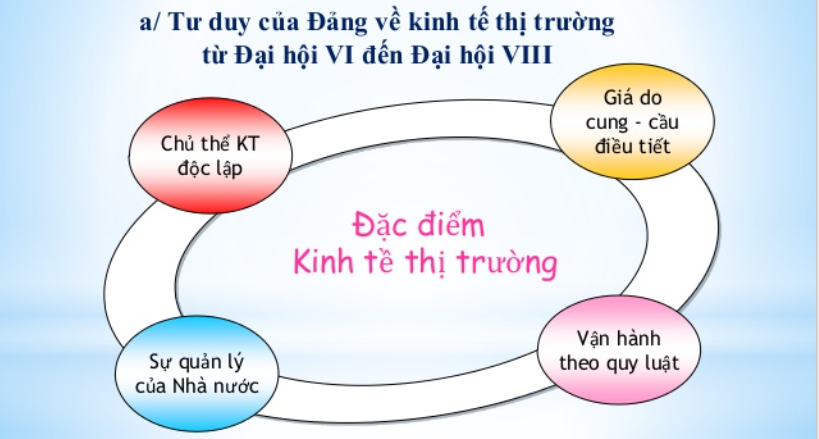 a/ Tư duy của Đảng về kinh tế thị trường
từ Đại hội VI đến Đại hội VIII
Chủ thể KT
độc lập
Giá do
cung - cầu
điều tiết
Đặc điểm
Kinh tề thị trường
Sự quản lý
của Nhà nước
Vận hành
theo quy luật